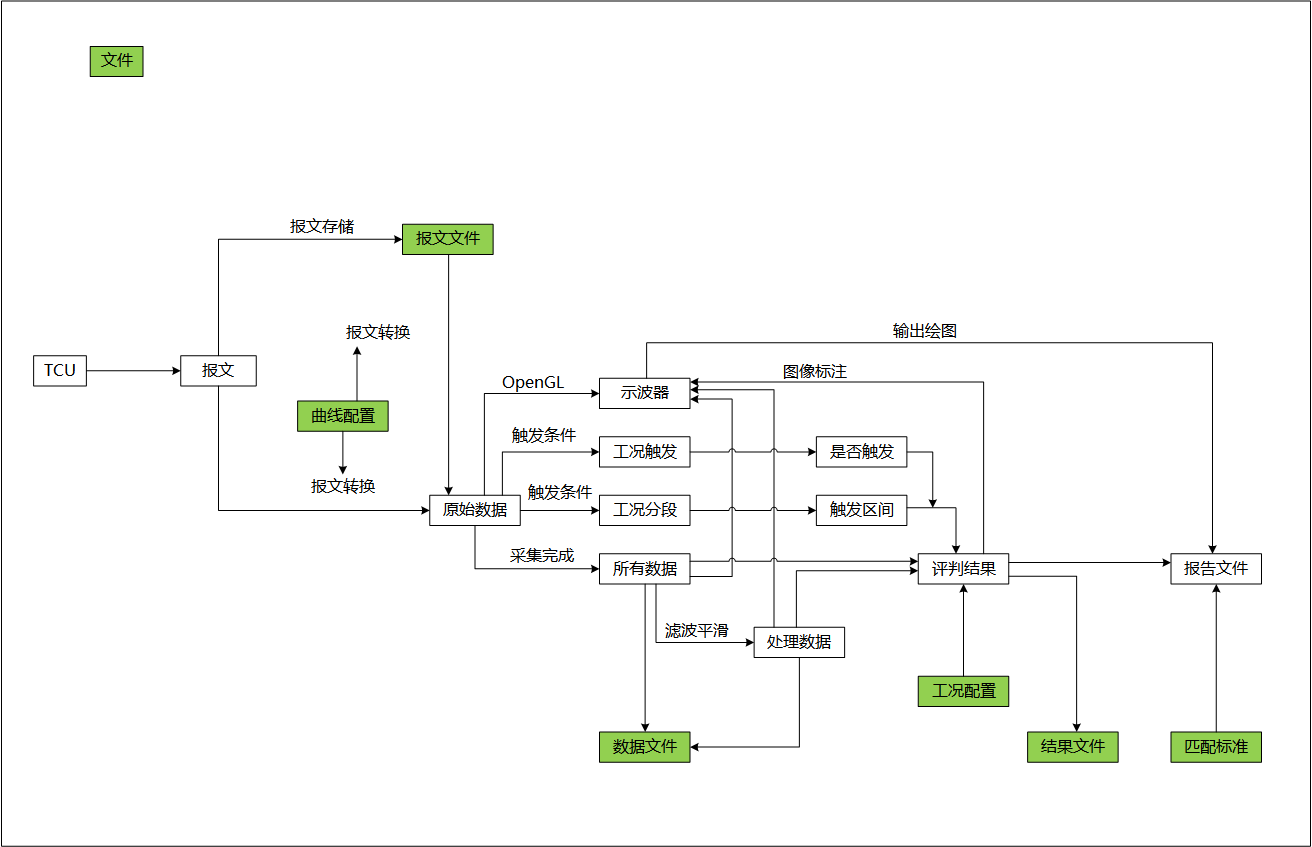 文件
报文存储
报文文件
报文转换
输出绘图
TCU
报文
图像标注
OpenGL
示波器
曲线配置
触发条件
工况触发
是否触发
报文转换
触发条件
原始数据
工况分段
触发区间
采集完成
所有数据
评判结果
报告文件
滤波平滑
处理数据
工况配置
数据文件
结果文件
匹配标准